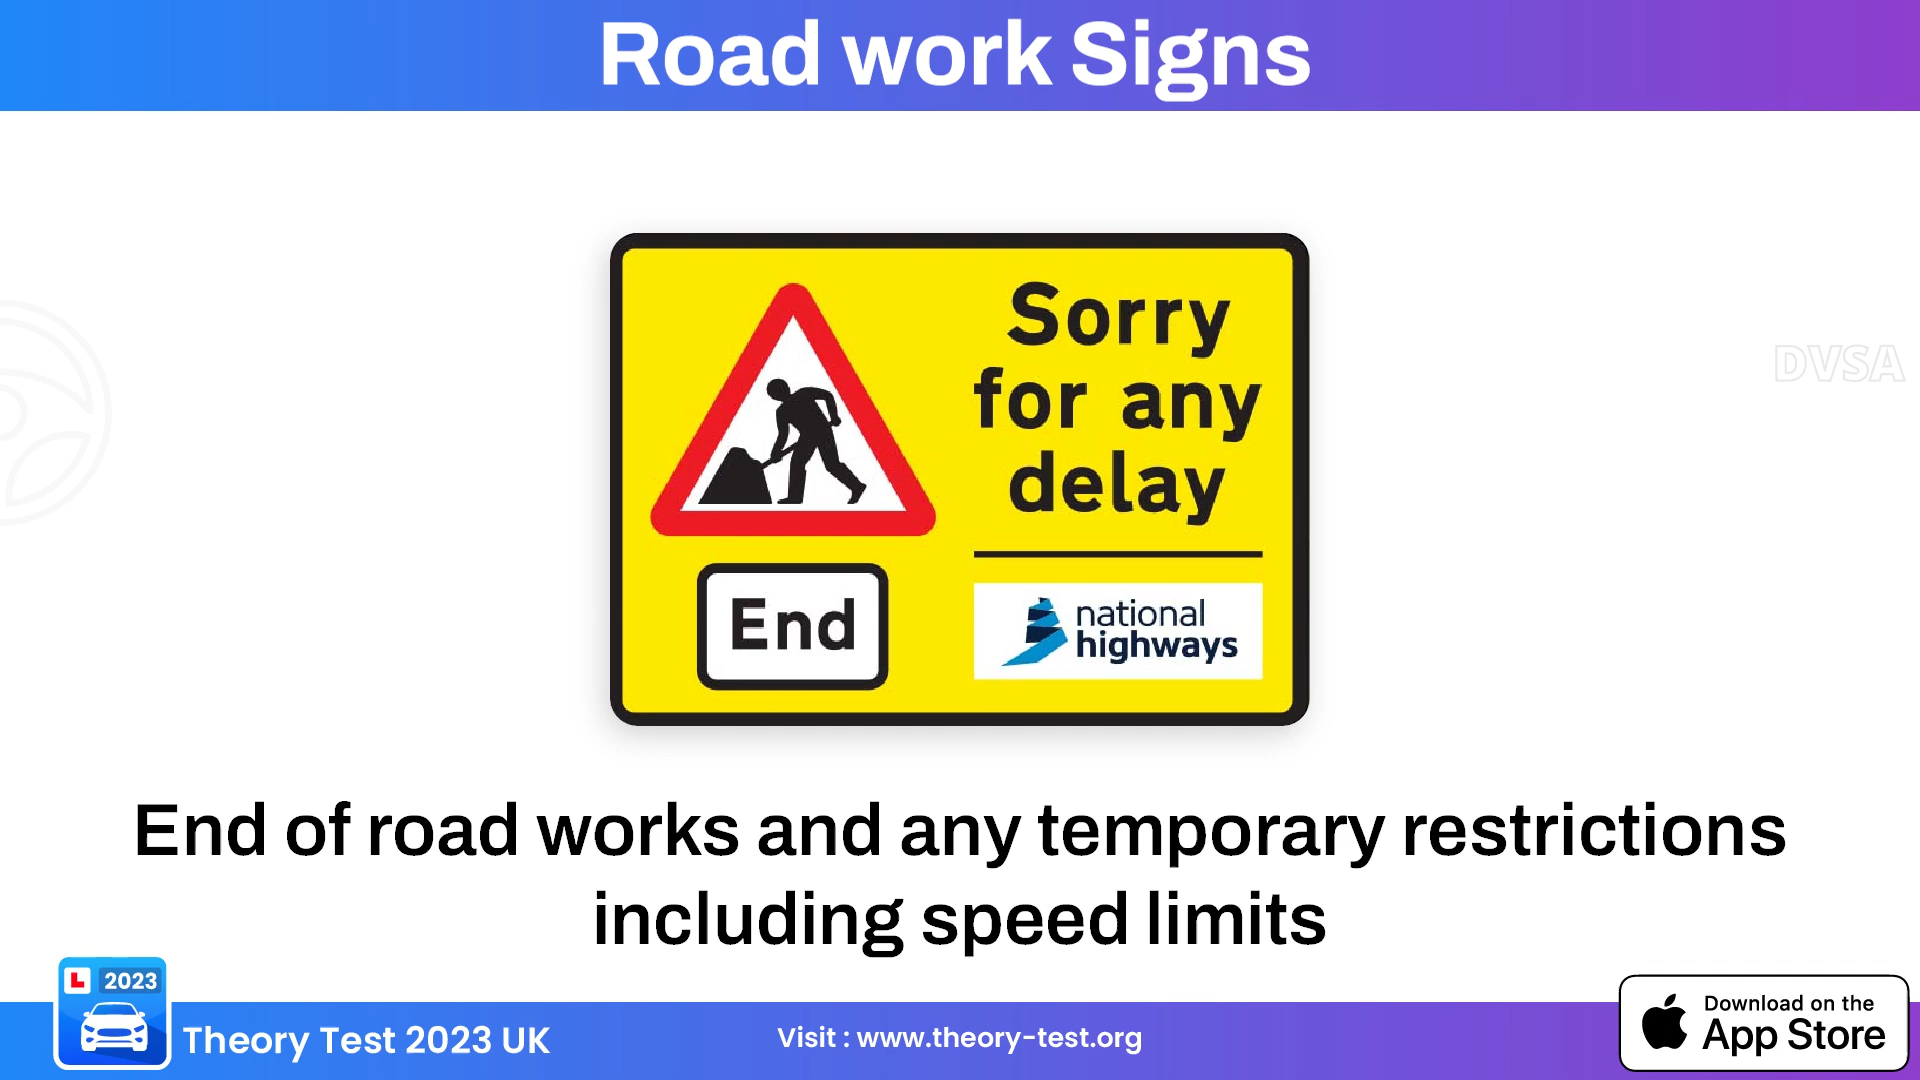 Road work Signs
Sorry
for any
delay
End
national
highways
DVSA
End of road works and any temporary restrictions
including speed limits
L 2023
Theory Test 2023 UK
Visit : www.theory-test.org
Download on the
App Store